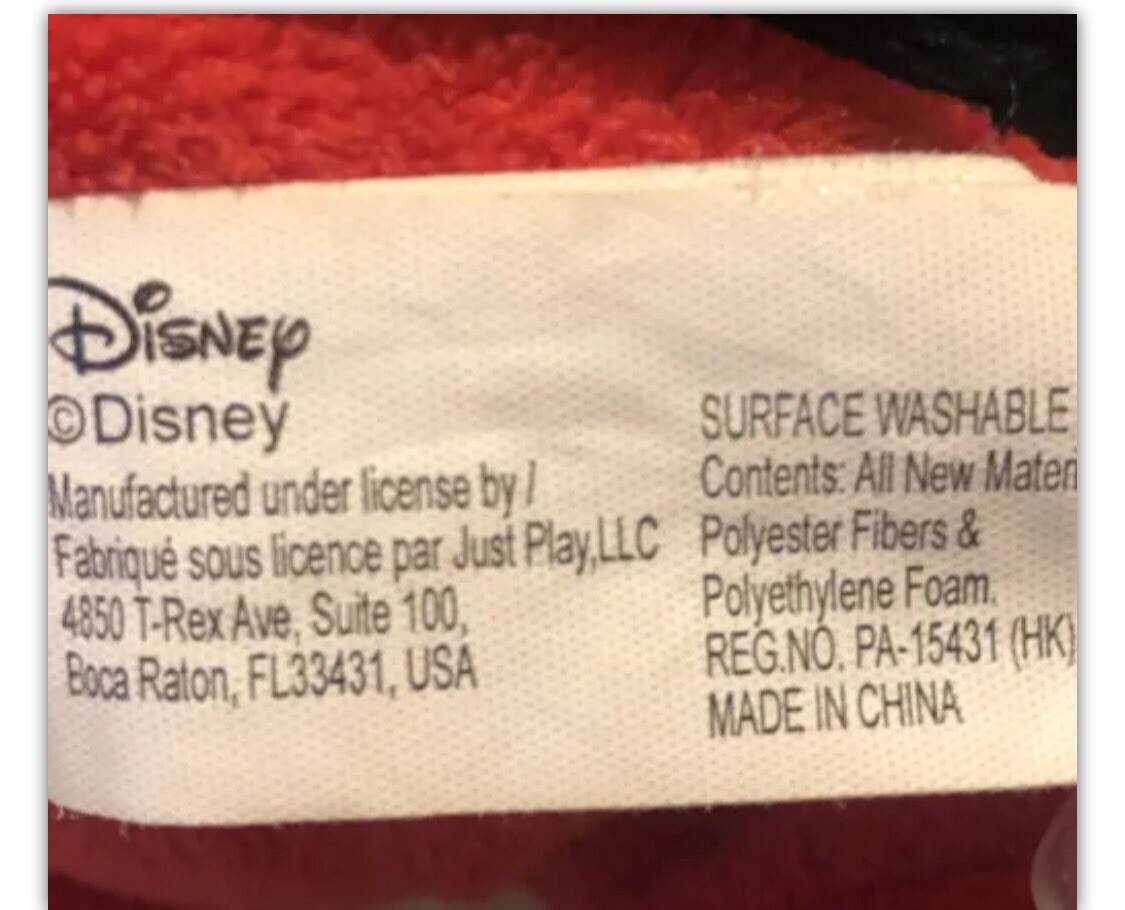 Disney
©Disney
Manufactured under license by /
Fabriqué sous licence par Just Play,LLC
4850 T-Rex Ave, Suite 100,
Boca Raton, FL33431, USA
SURFACE WASHABLE
Contents: All New Materi
Polyester Fibers &
Polyethylene Foam.
REG.NO. PA-15431 (HK)
MADE IN CHINA